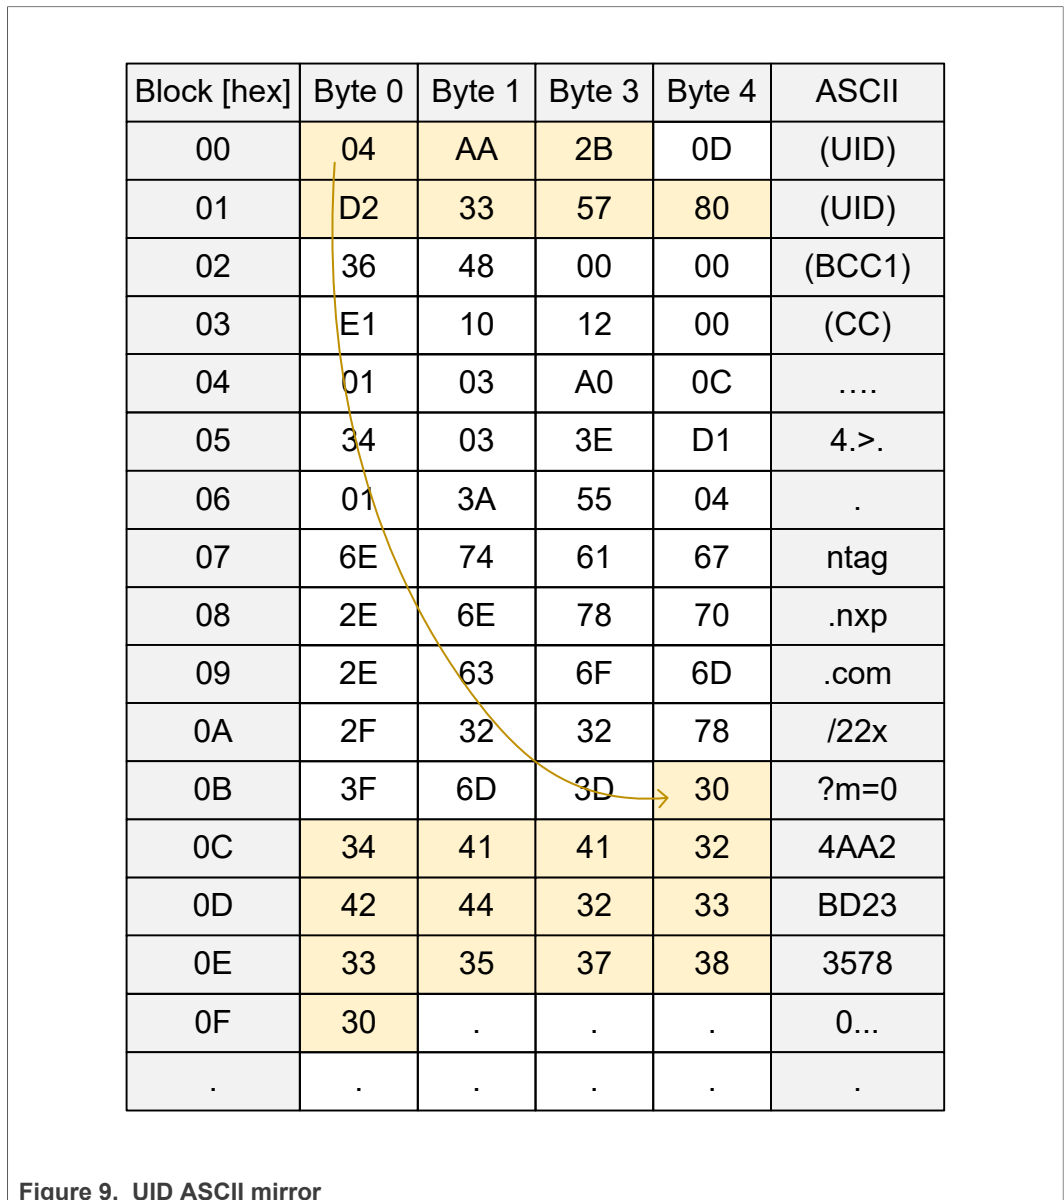 Block [hex] Byte 0 Byte 1 Byte 3 Byte 4 ASCII
00 04 AA 2B 0D (UID)
01 D2 33 57 80 (UID)
02 36 48 00 00 (BCC1)
03 E1 10 12 00 (CC)
04 01 03 A0 0C ....
05 34 03 3E D1 4.>.
06 01 3A 55 04 .
07 6E 74 61 67 ntag
08 2E 6E 78 70 .nxp
09 2E 63 6F 6D .com
0A 2F 32 32 78 /22x
0B 3F 6D 3D 30 ?m=0
0C 34 41 41 32 4AA2
0D 42 44 32 33 BD23
0E 33 35 37 38 3578
0F 30 . . . 0...
. . . . . .
Figure 9. UID ASCII mirror